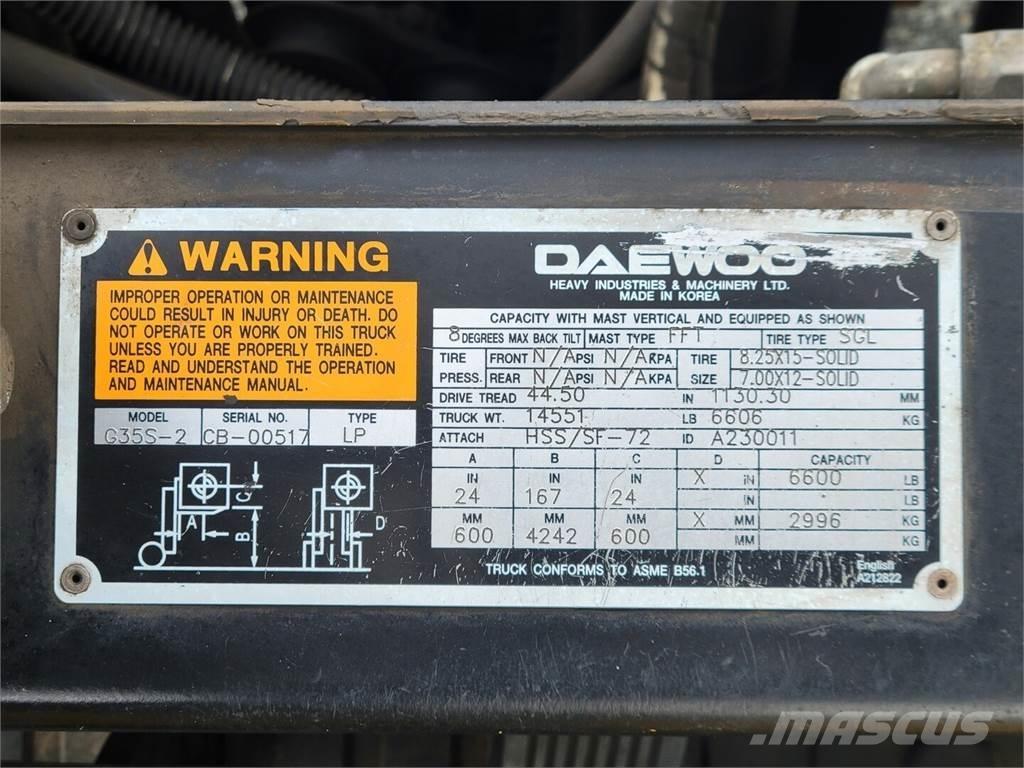 WARNING
IMPROPER OPERATION OR MAINTENANCE
COULD RESULT IN INJURY OR DEATH. DO
NOT OPERATE OR WORK ON THIS TRUCK
UNLESS YOU ARE PROPERLY TRAINED.
READ AND UNDERSTAND THE OPERATION
AND MAINTENANCE MANUAL.
MODEL SERIAL NO. TYPE
G35S-2 CB-00517 LP
A B C D
DAEWOO
HEAVY INDUSTRIES & MACHINERY LTD.
MADE IN KOREA
CAPACITY WITH MAST VERTICAL AND EQUIPPED AS SHOWN
8 DEGREES MAX BACK TILT MAST TYPE FFT TIRE TYPE SGL
TIRE FRONT N/A PSI N/A KPA TIRE 8.25X15-SOLID
PRESS. REAR N/A PSI N/A KPA SIZE 7.00X12-SOLID
DRIVE TREAD 44.50 IN 1130.30 MM
TRUCK WT. 14551 LB 6606 KG
ATTACH HSS/SF-72 ID A230011
A B C D CAPACITY
IN IN IN X IN 6600 LB
24 167 24 IN LB
MM MM MM X MM 2996 KG
600 4242 600 MM KG
TRUCK CONFORMS TO ASME B56.1
English
A212822
MASCUS